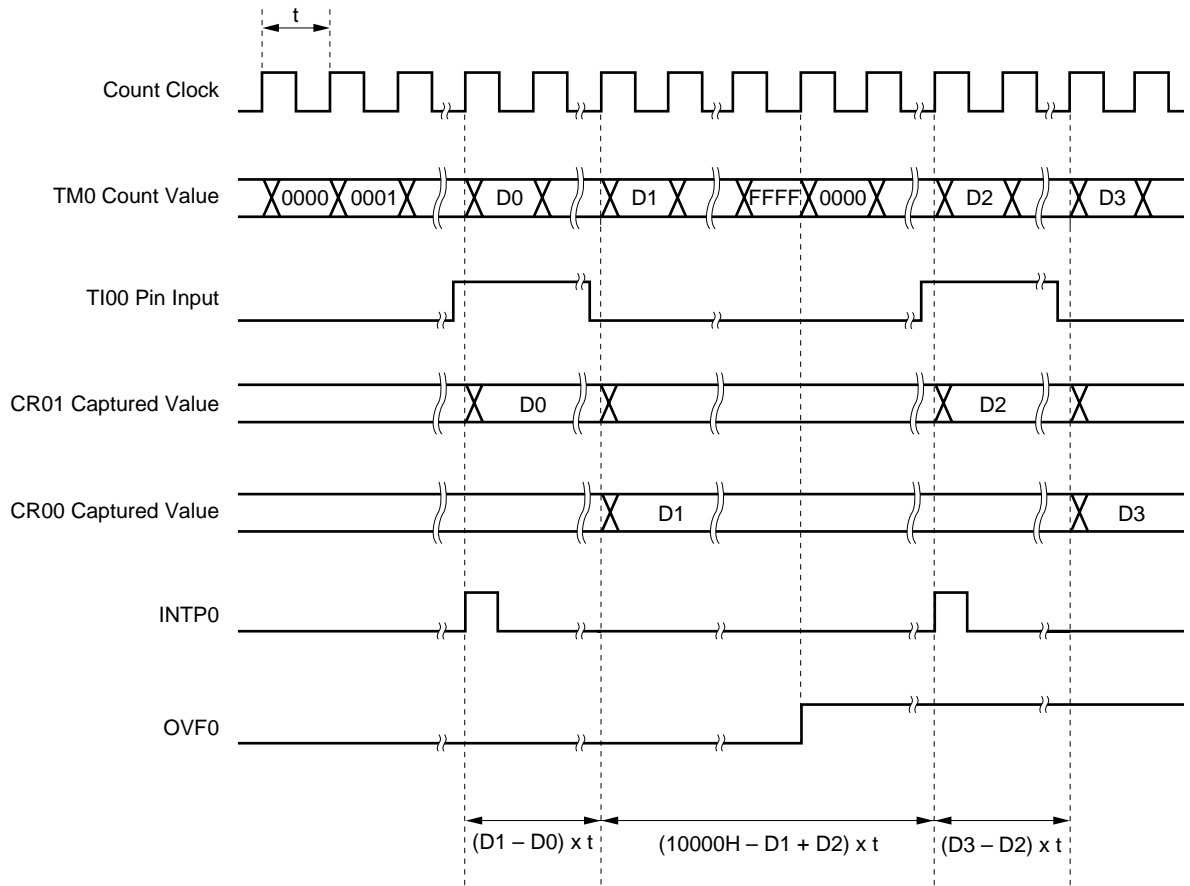 t
Count Clock
TM0 Count Value 0000 0001 D0 D1 FFFF 0000 D2 D3
TI00 Pin Input
CR01 Captured Value D0 D2
CR00 Captured Value D1 D3
INTP0
OVF0
(D1 – D0) x t (10000H – D1 + D2) x t (D3 – D2) x t